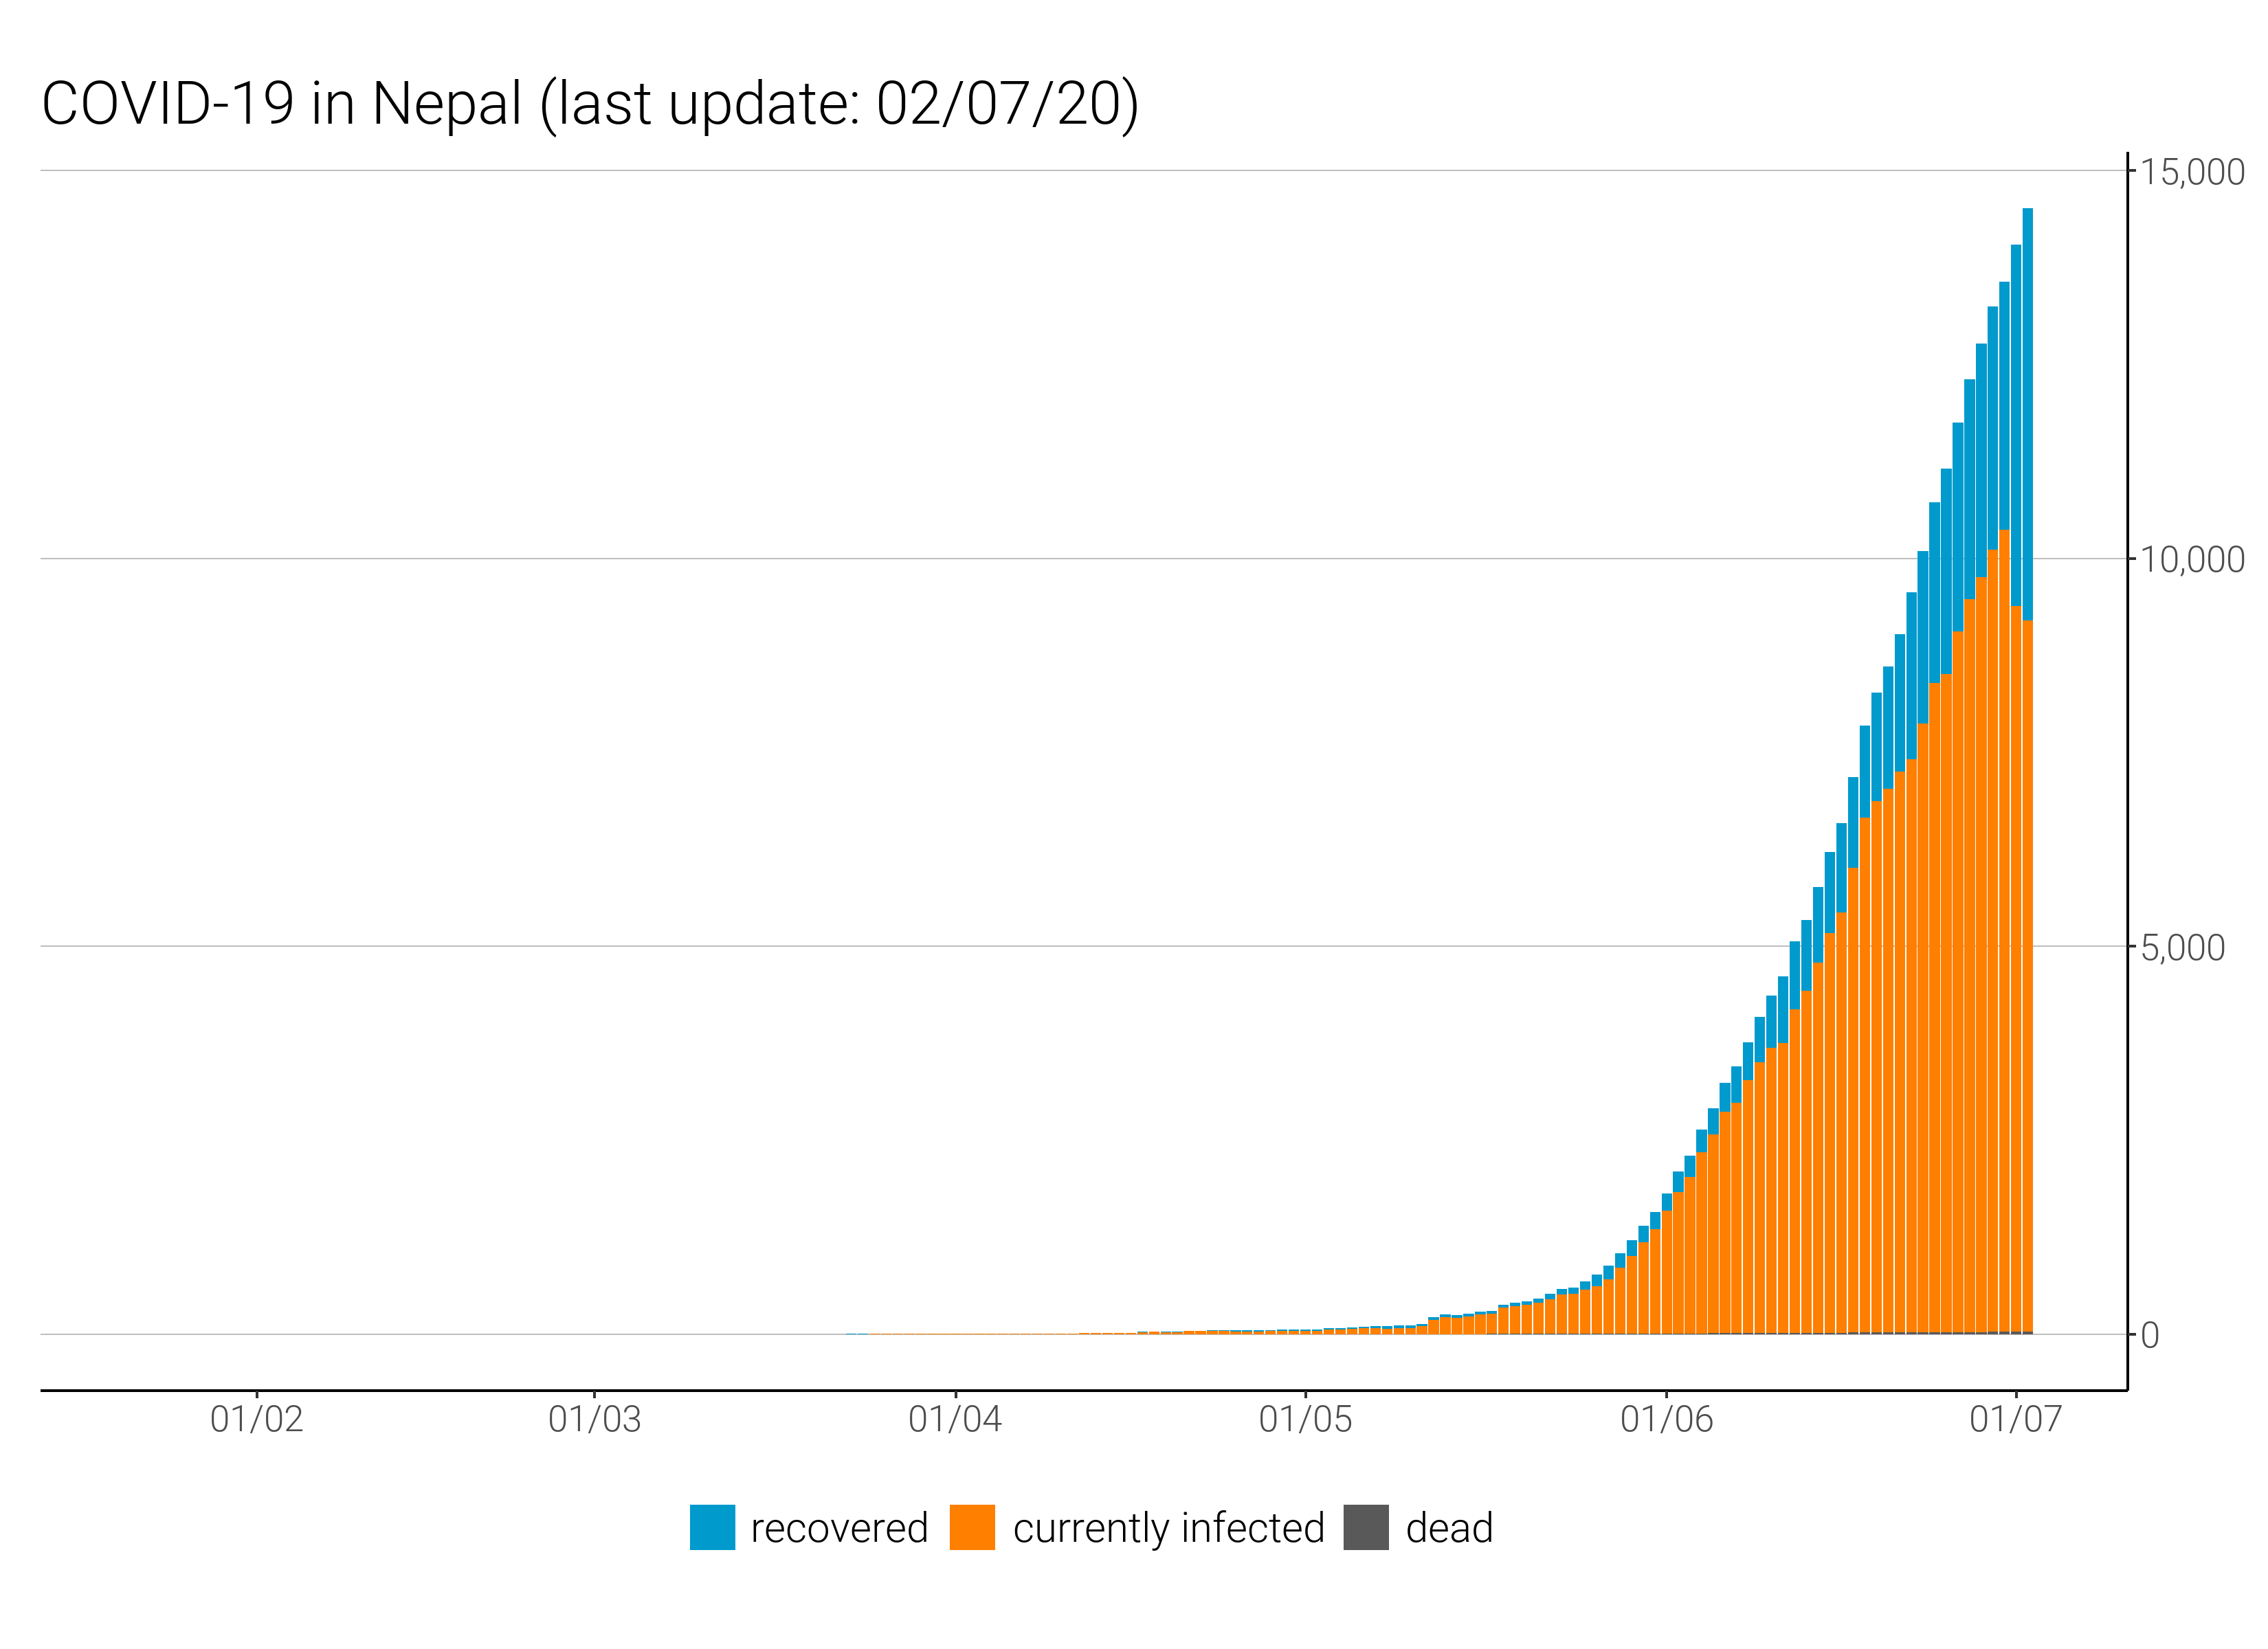 COVID-19 in Nepal (last update: 02/07/20)
15,000
10,000
5,000
0
01/02 01/03 01/04 01/05 01/06 01/07
recovered currently infected dead